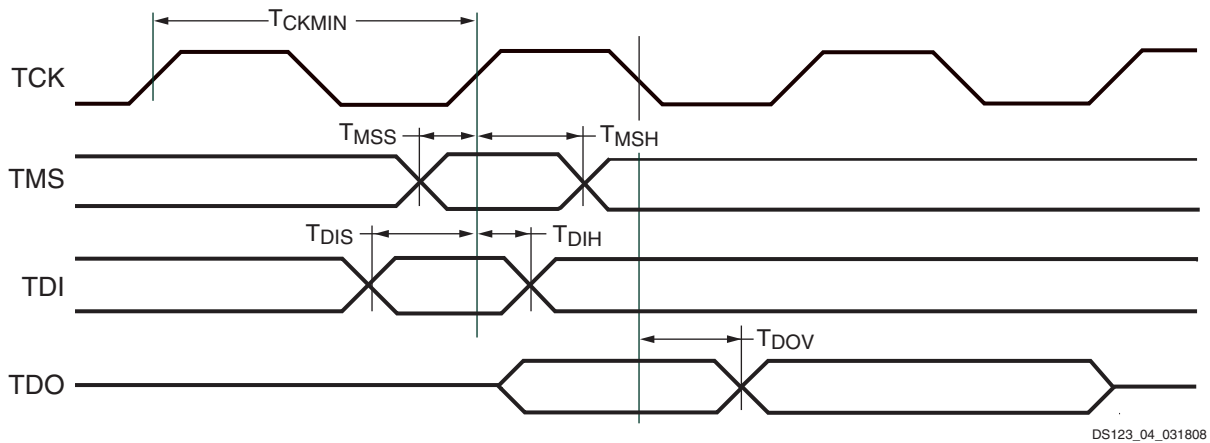 TCKMIN
TCK
TMSS
TMSH
TMS
TDIS
TDIH
TDI
TDOV
TDO
DS123_04_031808